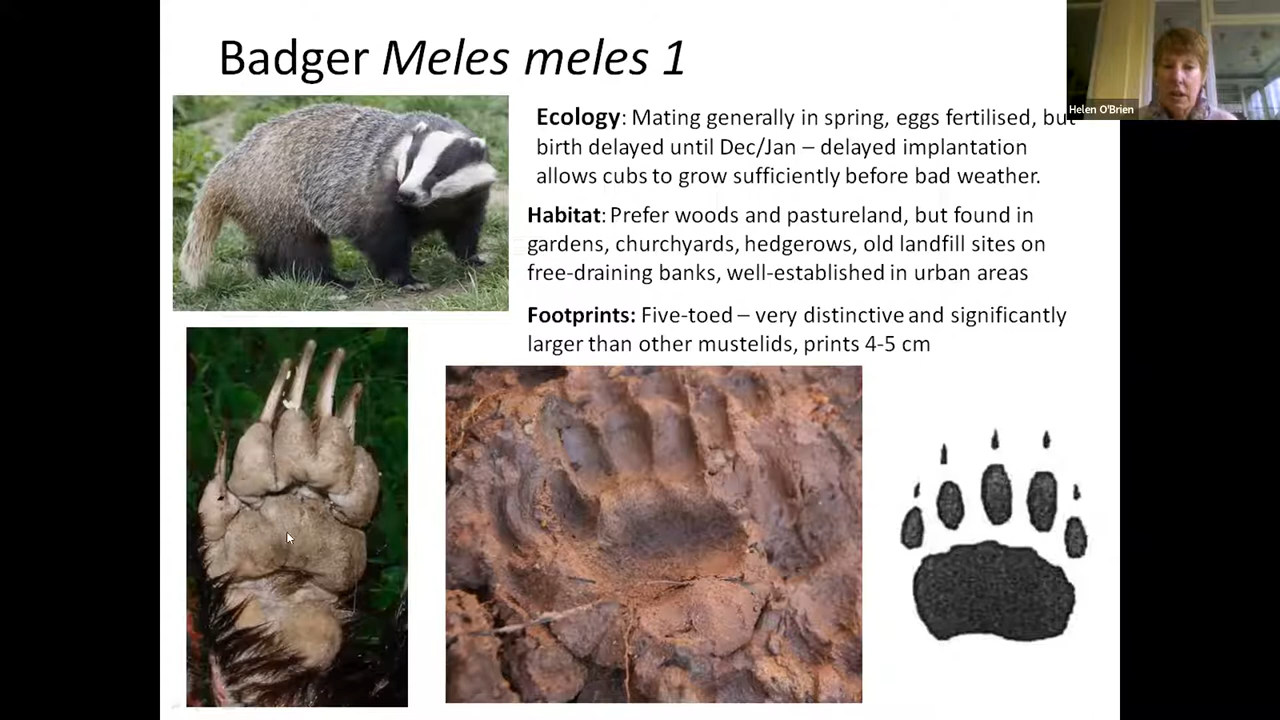 Badger Meles meles 1
Helen O'Brien
Ecology: Mating generally in spring, eggs fertilised, but
birth delayed until Dec/Jan – delayed implantation
allows cubs to grow sufficiently before bad weather.
Habitat: Prefer woods and pastureland, but found in
gardens, churchyards, hedgerows, old landfill sites on
free-draining banks, well-established in urban areas
Footprints: Five-toed – very distinctive and significantly
larger than other mustelids, prints 4-5 cm